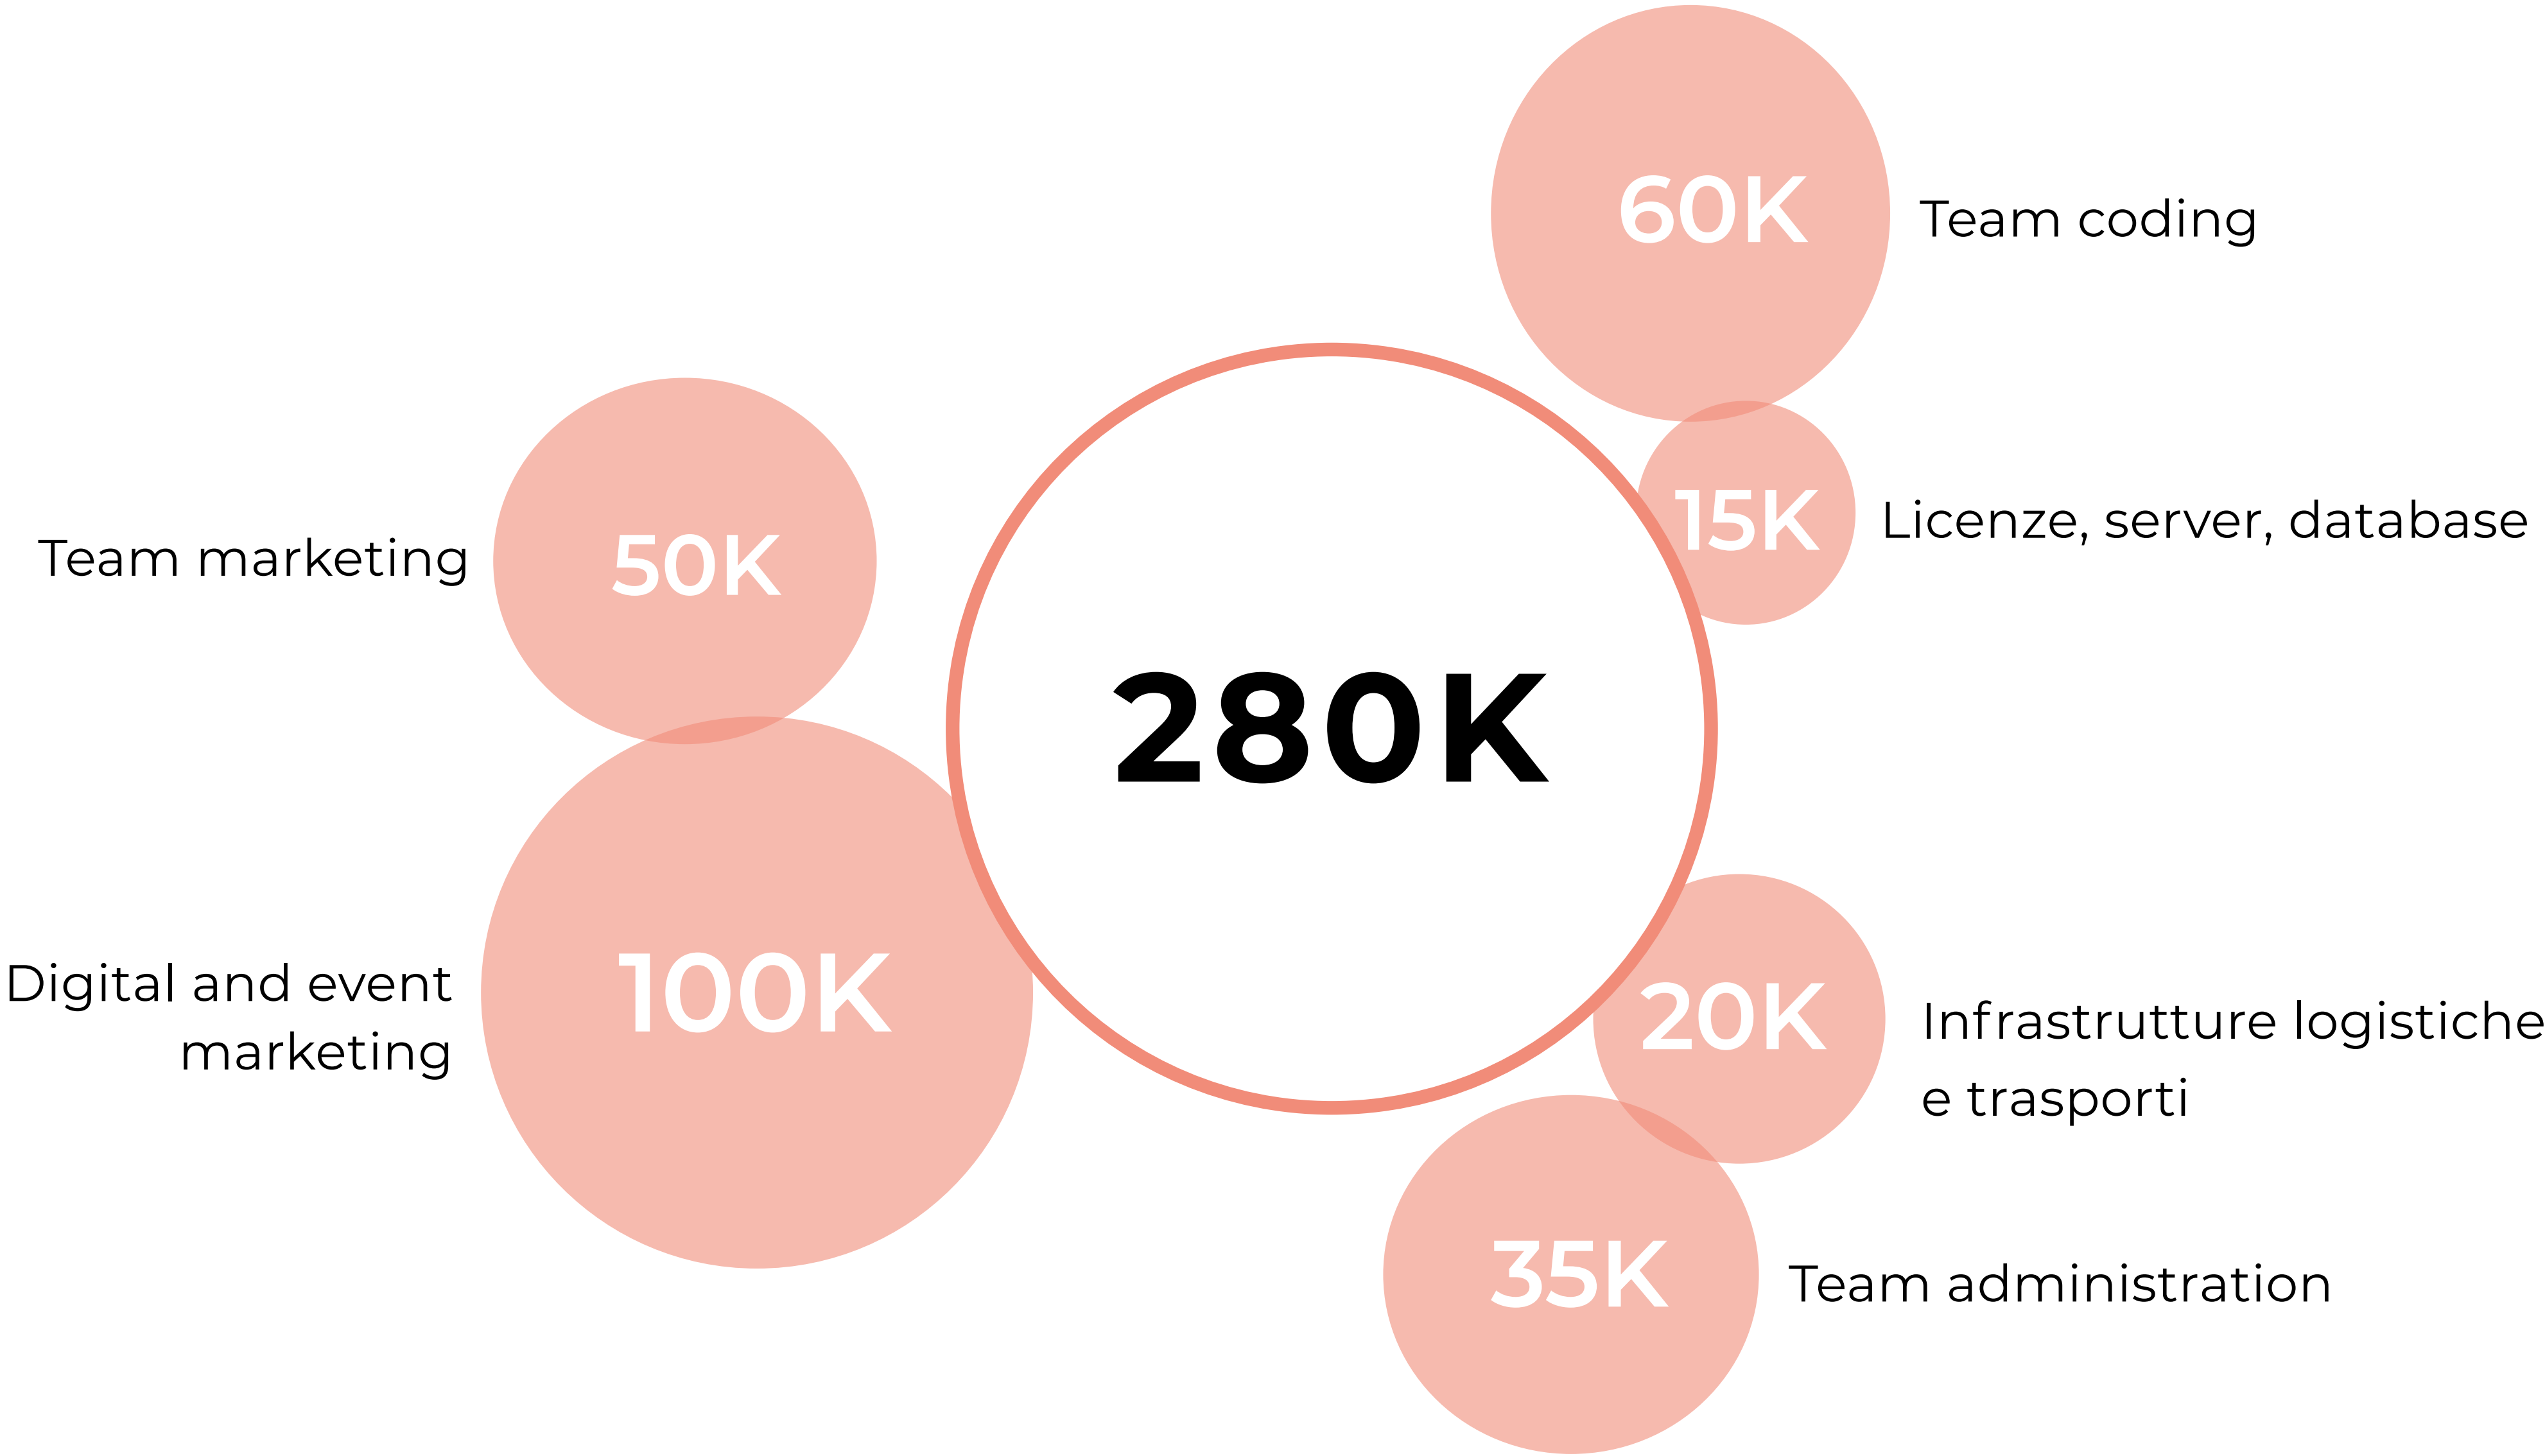 60K
Team coding
15K
Licenze, server, database
50K
Team marketing
280K
100K
Digital and event
marketing
20K
Infrastrutture logistiche
e trasporti
35K
Team administration